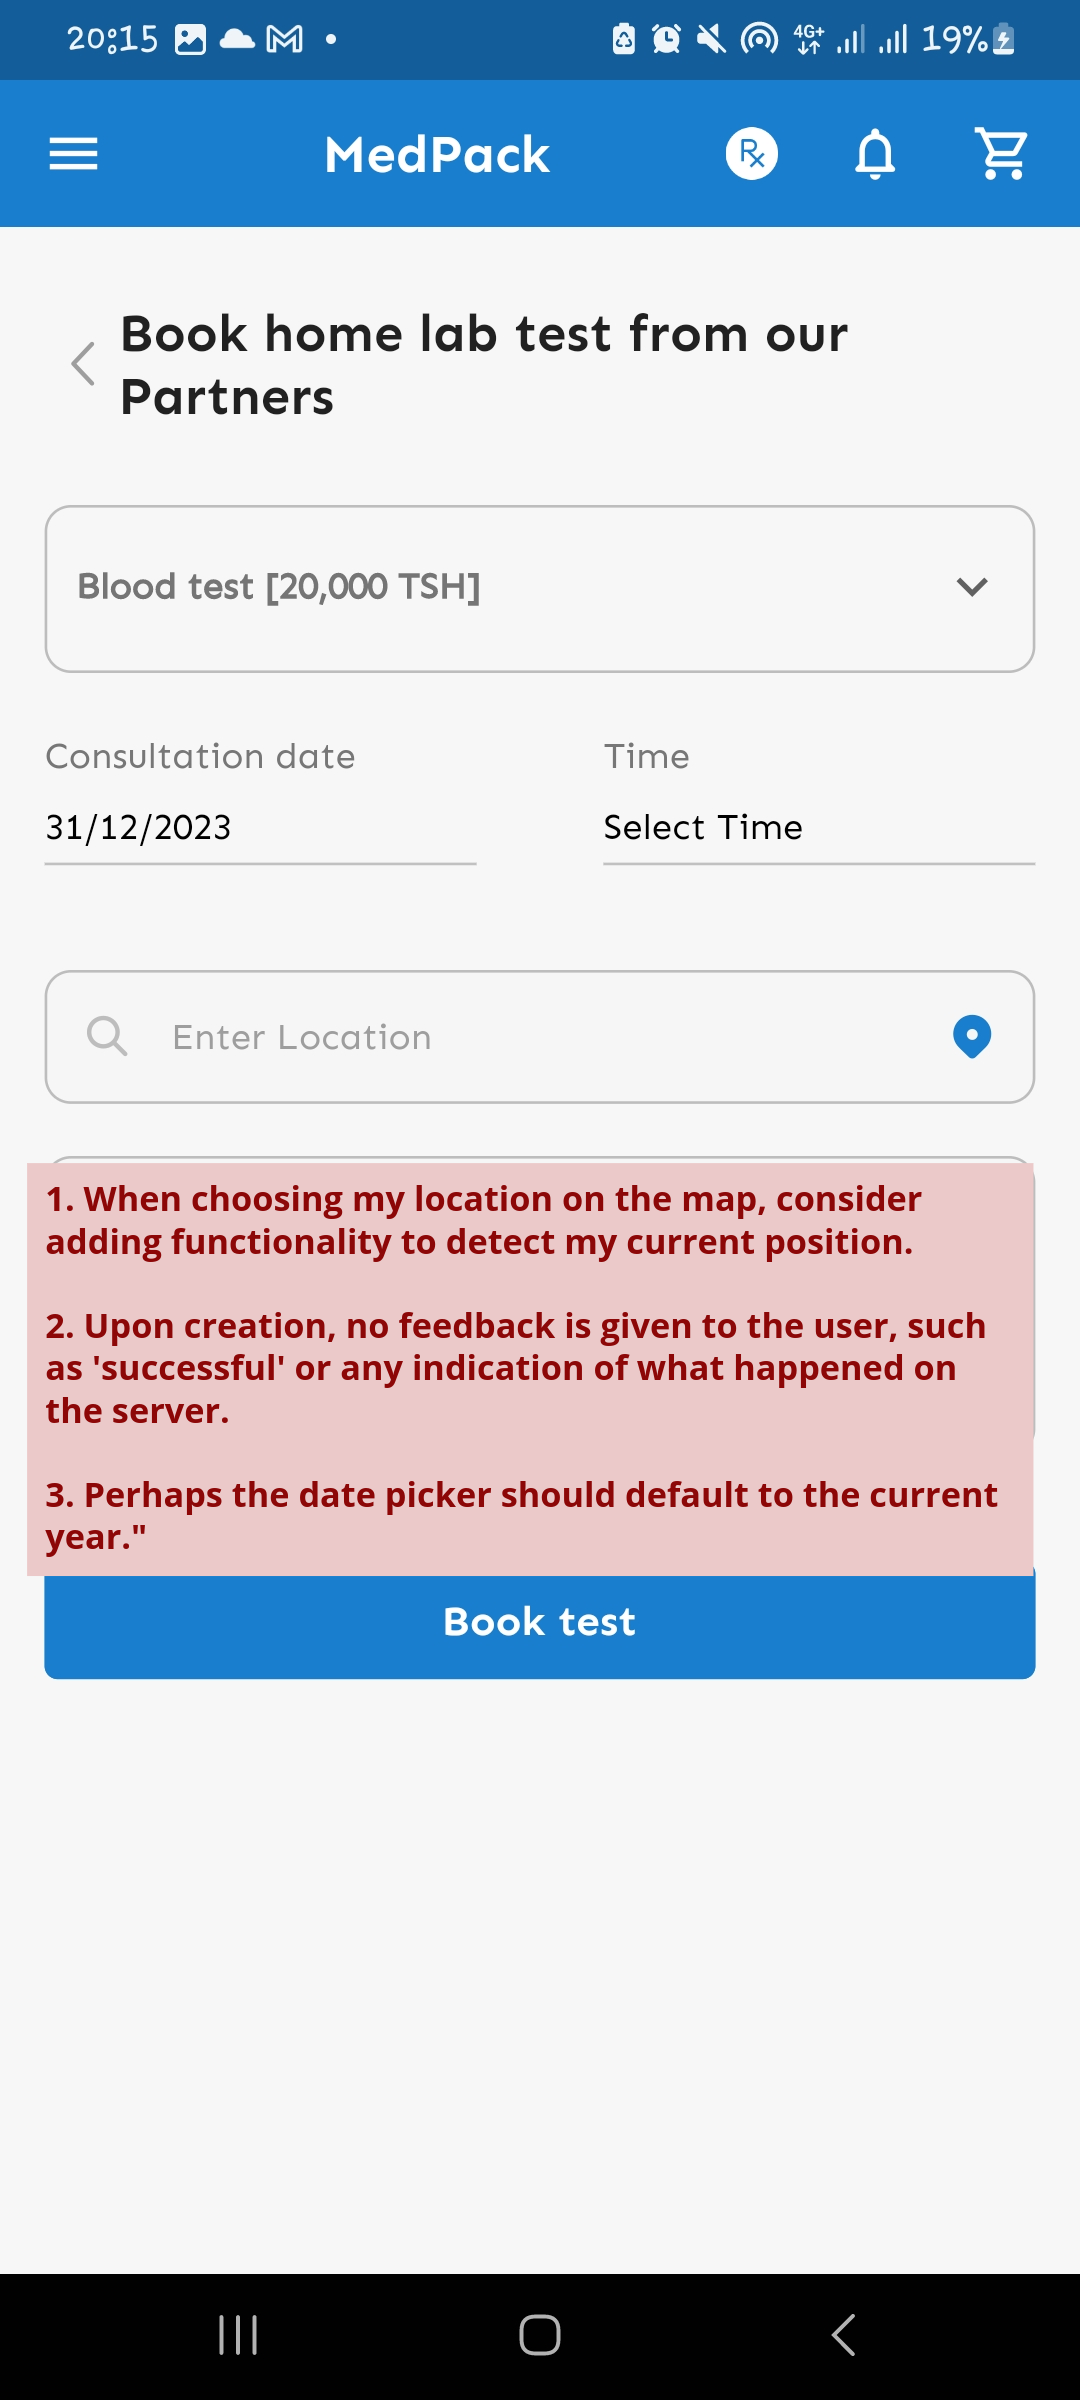 20:15
4G+
19%
MedPack
Rx
Book home lab test from our
Partners
Blood test [20,000 TSH]
Consultation date
Time
31/12/2023
Select Time
Enter Location
1. When choosing my location on the map, consider
adding functionality to detect my current position.
2. Upon creation, no feedback is given to the user, such
as 'successful' or any indication of what happened on
the server.
3. Perhaps the date picker should default to the current
year."
Book test